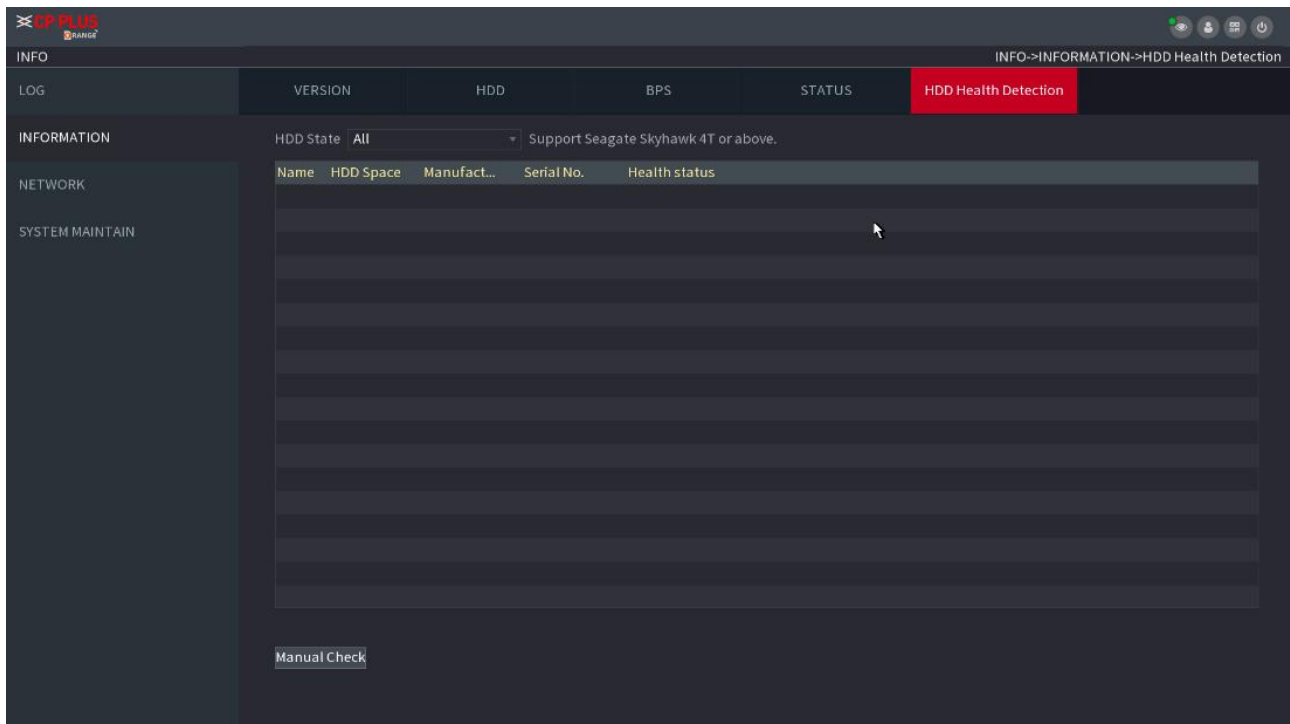 CP PLUS
ORANGE
INFO INFO->INFORMATION->HDD Health Detection
LOG VERSION HDD BPS STATUS HDD Health Detection
INFORMATION HDD State All Support Seagate Skyhawk 4T or above.
Name HDD Space Manufact... Serial No. Health status
NETWORK
SYSTEM MAINTAIN
Manual Check